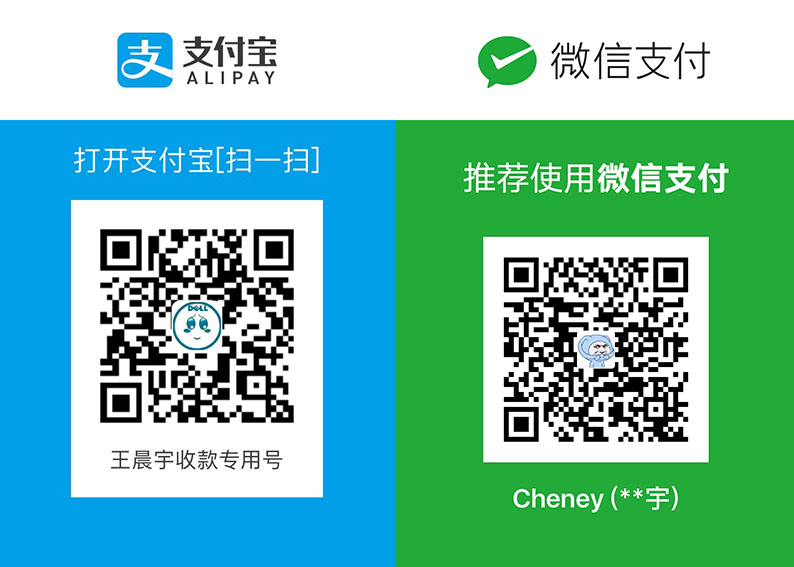 支付宝
ALIPAY
微信支付
打开支付宝[扫一扫]
DELL
王晨宇收款专用号
推荐使用微信支付
Cheney (**宇)